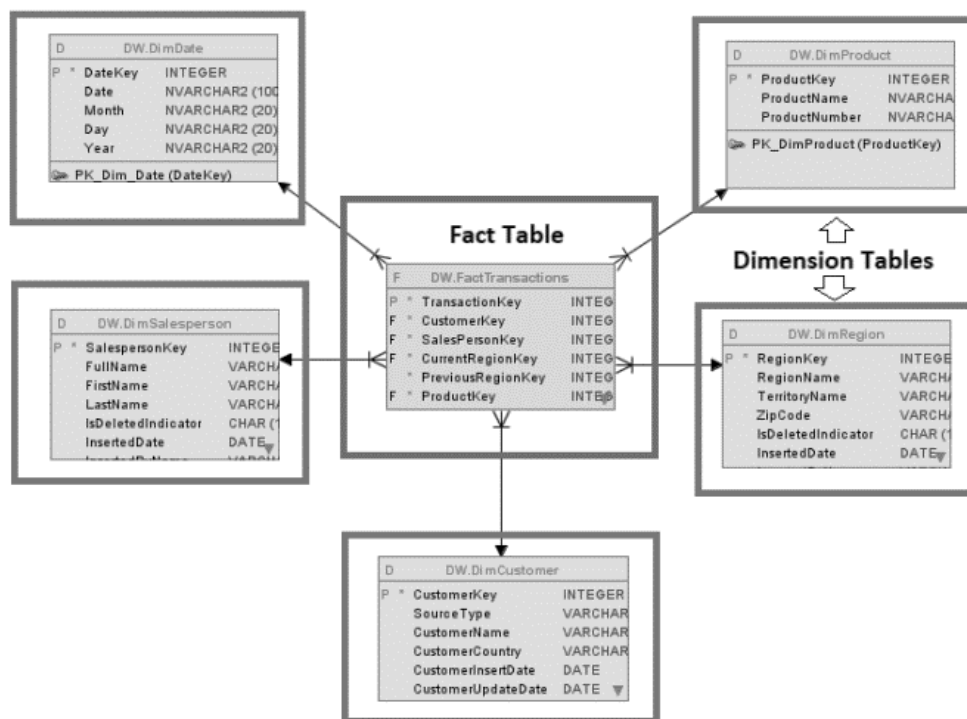 D DW.DimDate
P * DateKey INTEGER
Date NVARCHAR2 (100
Month NVARCHAR2 (20)
Day NVARCHAR2 (20)
Year NVARCHAR2 (20)
PK_Dim_Date (DateKey)
D DW.DimProduct
P * ProductKey INTEGER
ProductName NVARCHA
ProductNumber NVARCHA
PK_DimProduct (ProductKey)
Fact Table
F DW.FactTransactions
P * TransactionKey INTEG
F * CustomerKey INTEG
F * SalesPersonKey INTEG
F * CurrentRegionKey INTEG
PreviousRegionKey INTEG
F * ProductKey INTEG
Dimension Tables
D DW.DimSalesperson
P * SalespersonKey INTEGE
FullName VARCHA
FirstName VARCHA
LastName VARCHA
IsDeletedIndicator CHAR (1
InsertedDate DATE
D DW.DimRegion
P * RegionKey INTEGE
RegionName VARCHA
TerritoryName VARCHA
ZipCode VARCHA
IsDeletedIndicator CHAR (1
InsertedDate DATE
D DW.DimCustomer
P * CustomerKey INTEGER
SourceType VARCHAR
CustomerName VARCHAR
CustomerCountry VARCHAR
CustomerInsertDate DATE
CustomerUpdateDate DATE